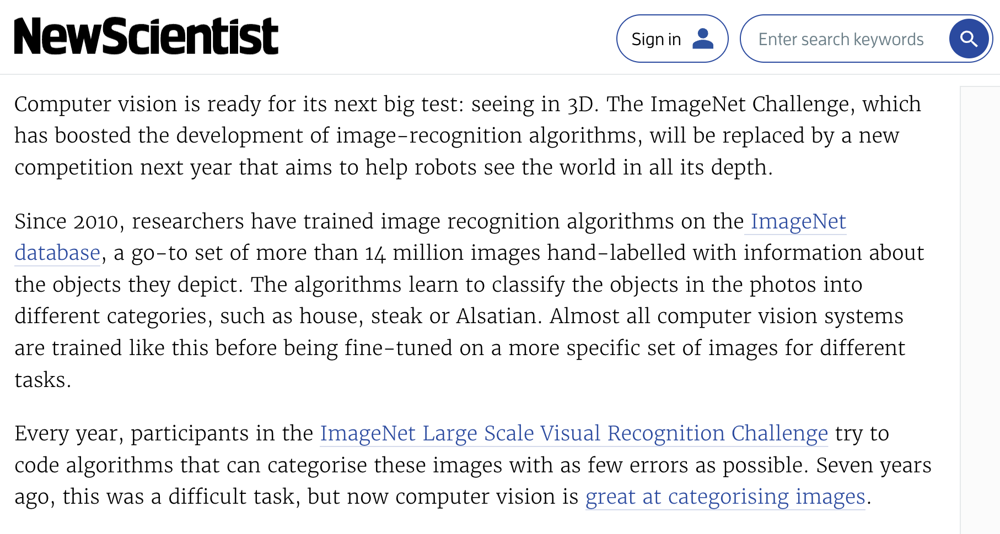 NewScientist
Sign in
Enter search keywords
Computer vision is ready for its next big test: seeing in 3D. The ImageNet Challenge, which
has boosted the development of image-recognition algorithms, will be replaced by a new
competition next year that aims to help robots see the world in all its depth.
Since 2010, researchers have trained image recognition algorithms on the ImageNet
database, a go-to set of more than 14 million images hand-labelled with information about
the objects they depict. The algorithms learn to classify the objects in the photos into
different categories, such as house, steak or Alsatian. Almost all computer vision systems
are trained like this before being fine-tuned on a more specific set of images for different
tasks.
Every year, participants in the ImageNet Large Scale Visual Recognition Challenge try to
code algorithms that can categorise these images with as few errors as possible. Seven years
ago, this was a difficult task, but now computer vision is great at categorising images.